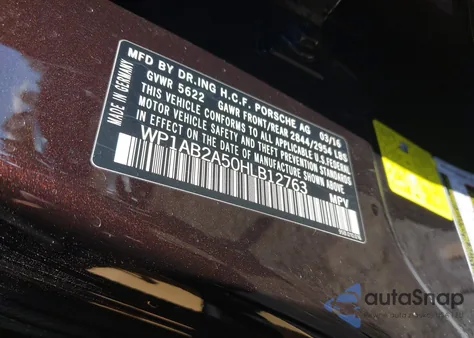 MFD BY DR.ING H.C.F. PORSCHE AG 03/16
GVWR 5622 GAWR FRONT/REAR 2844/2954 LBS
THIS VEHICLE CONFORMS TO ALL APPLICABLE U.S. FEDERAL
MOTOR VEHICLE SAFETY AND THEFT PREVENTION STANDARDS
IN EFFECT ON THE DATE OF MANUFACTURE SHOWN ABOVE
WP1AB2A50HLB12763 MPV
MADE IN GERMANY
autoSnap